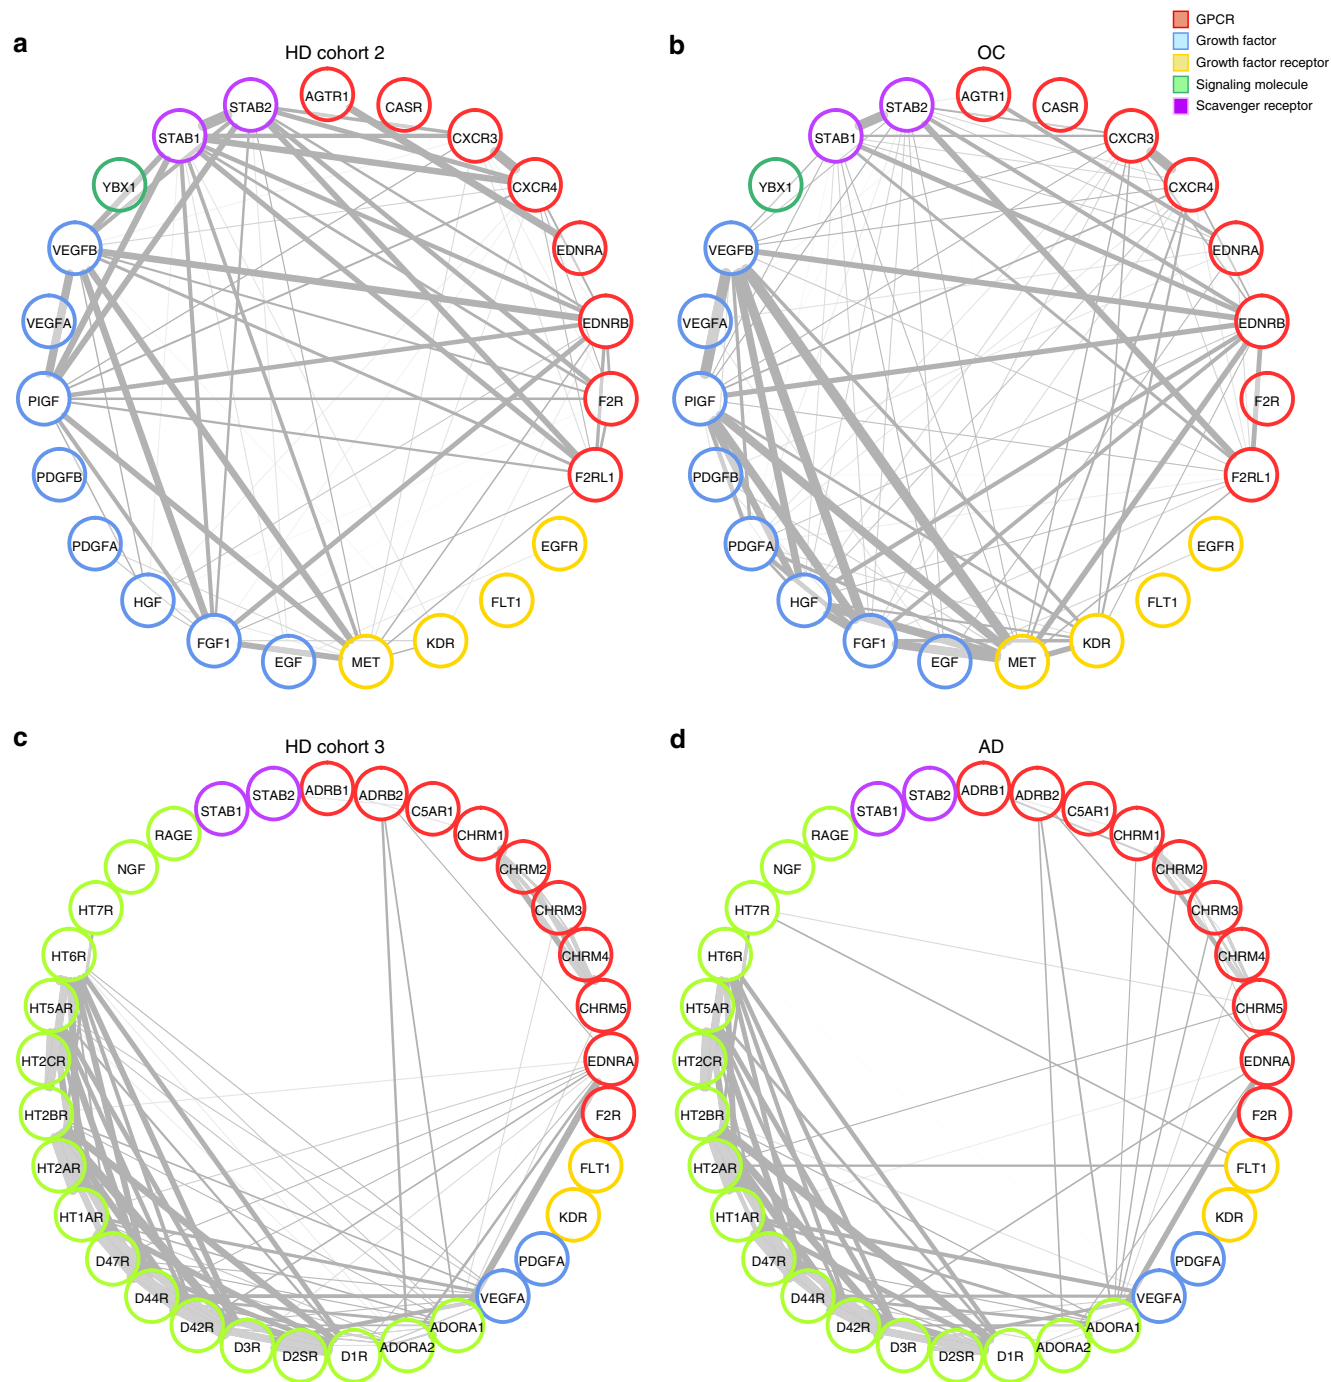 GPCR
Growth factor
Growth factor receptor
Signaling molecule
Scavenger receptor
a
HD cohort 2
AGTR1
CASR
CXCR3
CXCR4
EDNRA
EDNRB
F2R
F2RL1
EGFR
FLT1
KDR
MET
EGF
FGF1
HGF
PDGFA
PDGFB
PIGF
VEGFA
VEGFB
YBX1
STAB1
STAB2
b
OC
AGTR1
CASR
CXCR3
CXCR4
EDNRA
EDNRB
F2R
F2RL1
EGFR
FLT1
KDR
MET
EGF
FGF1
HGF
PDGFA
PDGFB
PIGF
VEGFA
VEGFB
YBX1
STAB1
STAB2
c
HD cohort 3
ADRB1
ADRB2
C5AR1
CHRM1
CHRM2
CHRM3
CHRM4
CHRM5
EDNRA
F2R
FLT1
KDR
PDGFA
VEGFA
ADORA1
ADORA2
D1R
D2SR
D3R
D42R
D44R
D47R
HT1AR
HT2AR
HT2BR
HT2CR
HT5AR
HT6R
HT7R
NGF
RAGE
STAB1
STAB2
d
AD
ADRB1
ADRB2
C5AR1
CHRM1
CHRM2
CHRM3
CHRM4
CHRM5
EDNRA
F2R
FLT1
KDR
PDGFA
VEGFA
ADORA1
ADORA2
D1R
D2SR
D3R
D42R
D44R
D47R
HT1AR
HT2AR
HT2BR
HT2CR
HT5AR
HT6R
HT7R
NGF
RAGE
STAB1
STAB2